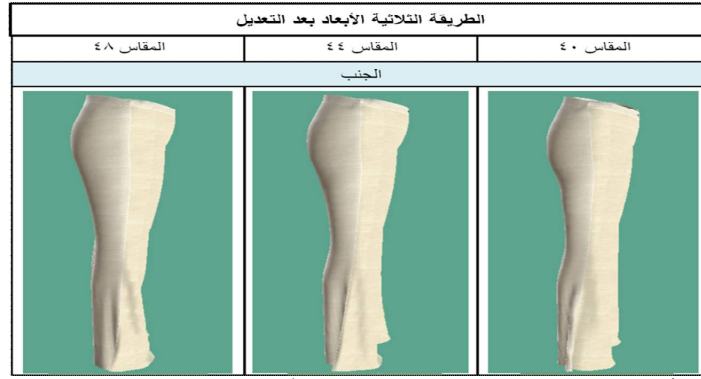 الطريقة الثلاثية الأبعاد بعد التعديل
المقاس ٤٠
المقاس ٤٤
المقاس ٤٨
الجنب